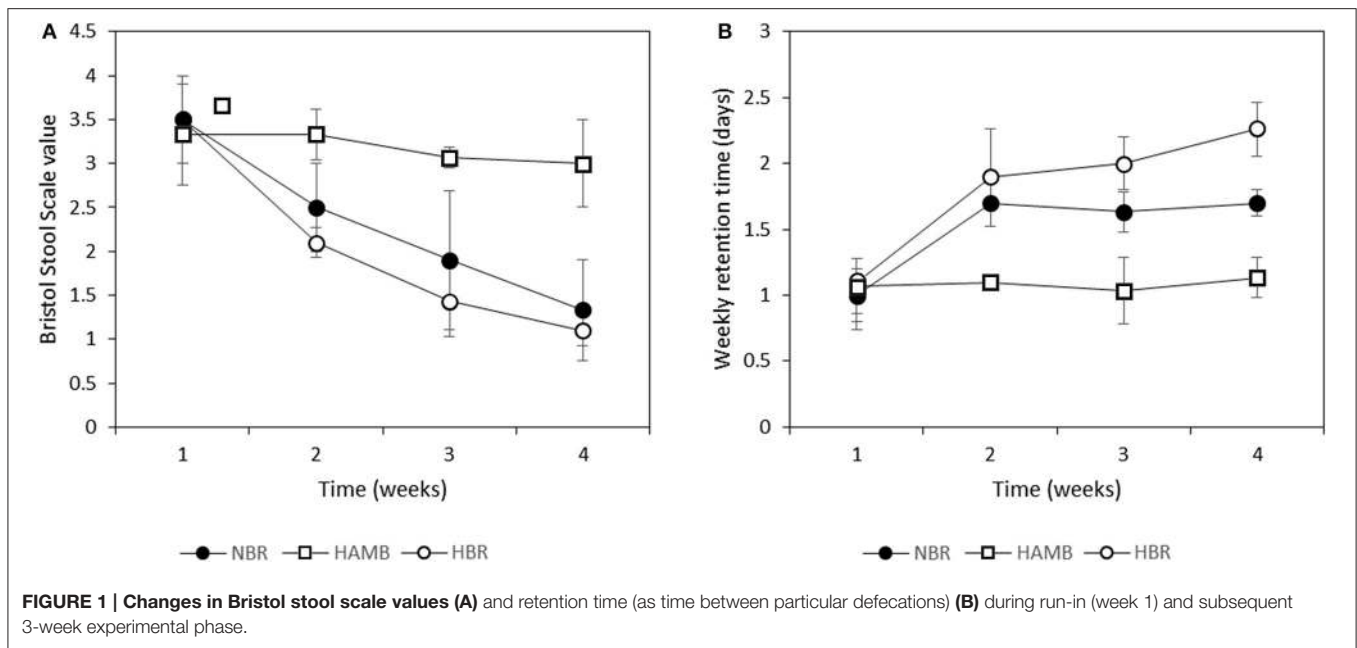 A
4.5
4
3.5
3
2.5
2
1.5
1
0.5
0
Bristol Stool Scale value
1 2 3 4
Time (weeks)
NBR HAMB HBR
B
3
2.5
2
1.5
1
0.5
0
Weekly retention time (days)
1 2 3 4
Time (weeks)
NBR HAMB HBR
FIGURE 1 | Changes in Bristol stool scale values (A) and retention time (as time between particular defecations) (B) during run-in (week 1) and subsequent
3-week experimental phase.